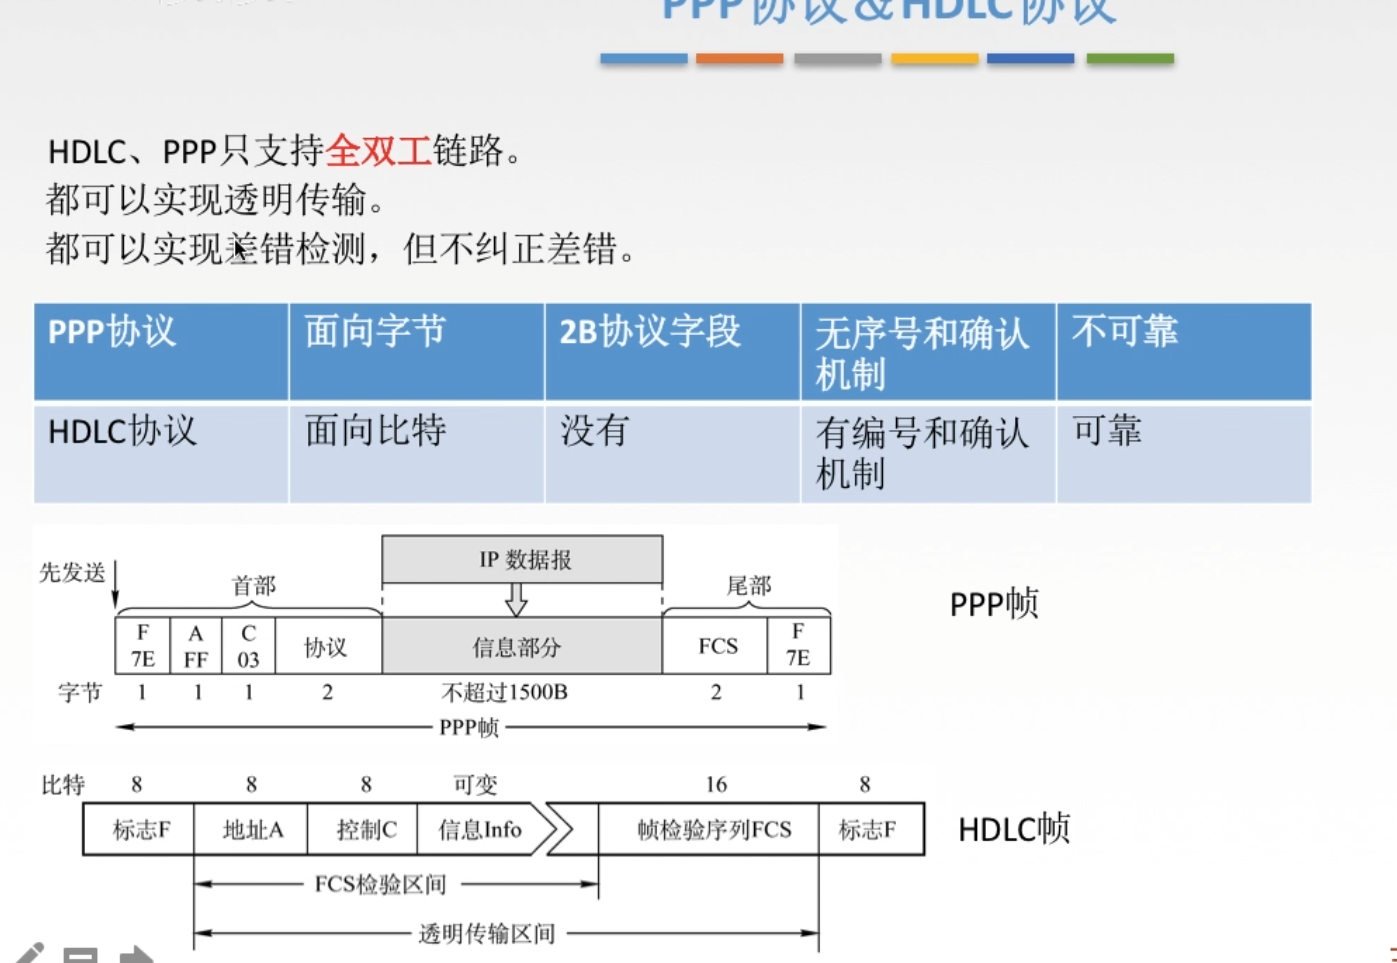 PPP协议&HDLC协议
HDLC、PPP只支持全双工链路。
都可以实现透明传输。
都可以实现差错检测，但不纠正差错。
PPP协议 面向字节 2B协议字段 无序号和确认机制 不可靠
HDLC协议 面向比特 没有 有编号和确认机制 可靠
IP 数据报
先发送 首部 尾部
F 7E A FF C 03 协议 信息部分 FCS F 7E
PPP帧
字节 1 1 1 2 不超过1500B 2 1
PPP帧
比特 8 8 8 可变 16 8
标志F 地址A 控制C 信息Info 帧检验序列FCS 标志F
HDLC帧
FCS检验区间
透明传输区间